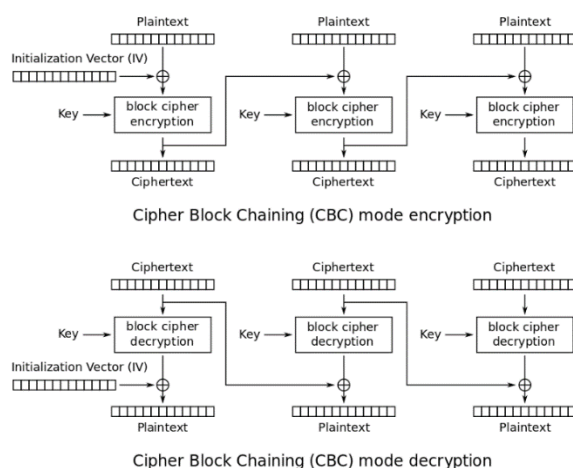 Plaintext Plaintext Plaintext
Initialization Vector (IV)
Key block cipher encryption Key block cipher encryption Key block cipher encryption
Ciphertext Ciphertext Ciphertext
Cipher Block Chaining (CBC) mode encryption
Ciphertext Ciphertext Ciphertext
Key block cipher decryption Key block cipher decryption Key block cipher decryption
Initialization Vector (IV)
Plaintext Plaintext Plaintext
Cipher Block Chaining (CBC) mode decryption